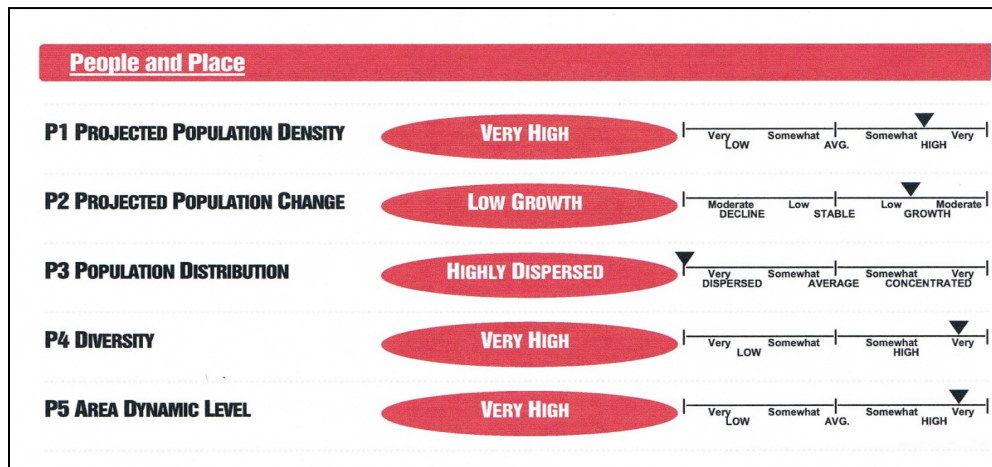 People and Place
P1 PROJECTED POPULATION DENSITY
VERY HIGH
Very Somewhat Somewhat Very
LOW AVG. HIGH
P2 PROJECTED POPULATION CHANGE
LOW GROWTH
Moderate Low Low Moderate
DECLINE STABLE GROWTH
P3 POPULATION DISTRIBUTION
HIGHLY DISPERSED
Very Somewhat Somewhat Very
DISPERSED AVERAGE CONCENTRATED
P4 DIVERSITY
VERY HIGH
Very Somewhat Somewhat Very
LOW HIGH
P5 AREA DYNAMIC LEVEL
VERY HIGH
Very Somewhat Somewhat Very
LOW AVG. HIGH